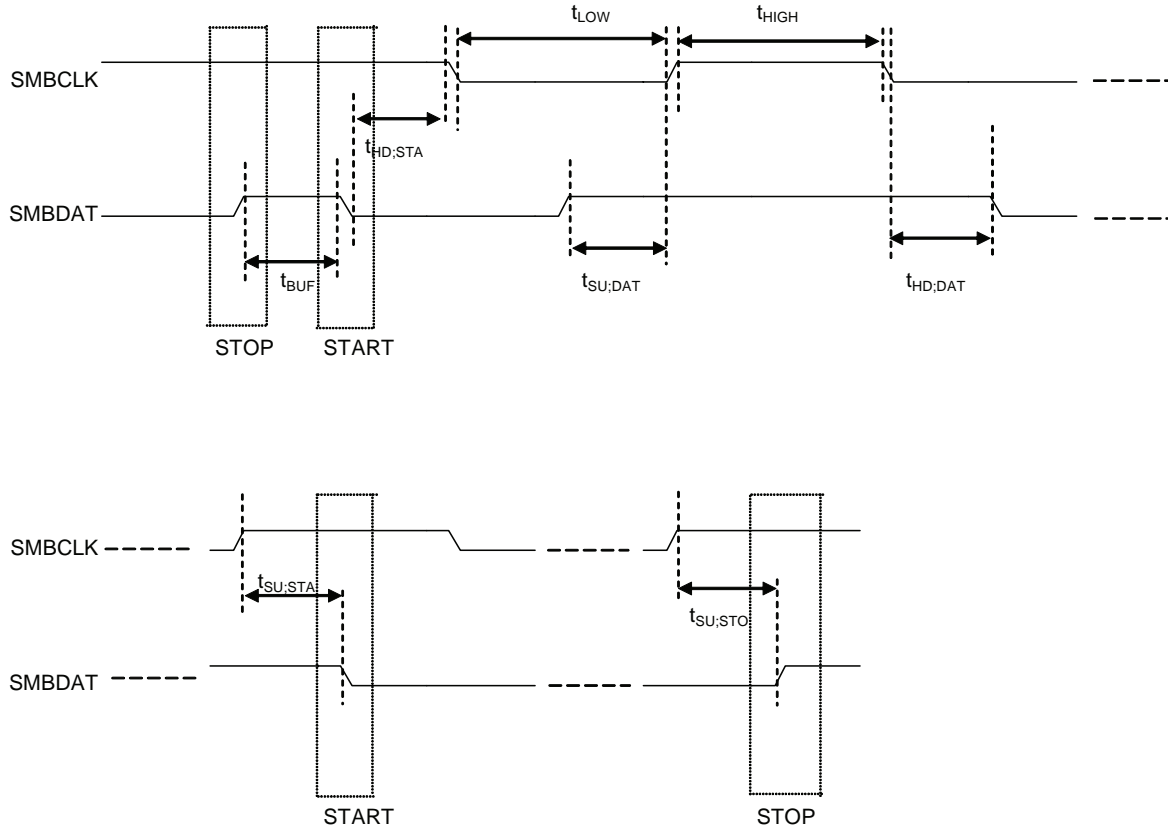 tLOW
tHIGH
SMBCLK
tHD;STA
SMBDAT
tBUF
tSU;DAT
tHD;DAT
STOP
START
SMBCLK
tSU;STA
tSU;STO
SMBDAT
START
STOP